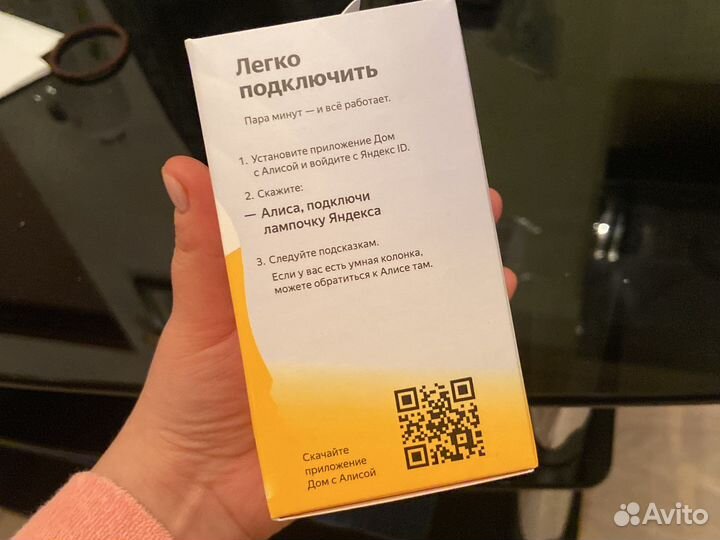 Легко
подключить
Пара минут — и всё работает.
1. Установите приложение Дом
с Алисой и войдите с Яндекс ID.
2. Скажите:
— Алиса, подключи
лампочку Яндекса
3. Следуйте подсказкам.
Если у вас есть умная колонка,
можете обратиться к Алисе там.
Скачайте
приложение
Дом с Алисой
Avito